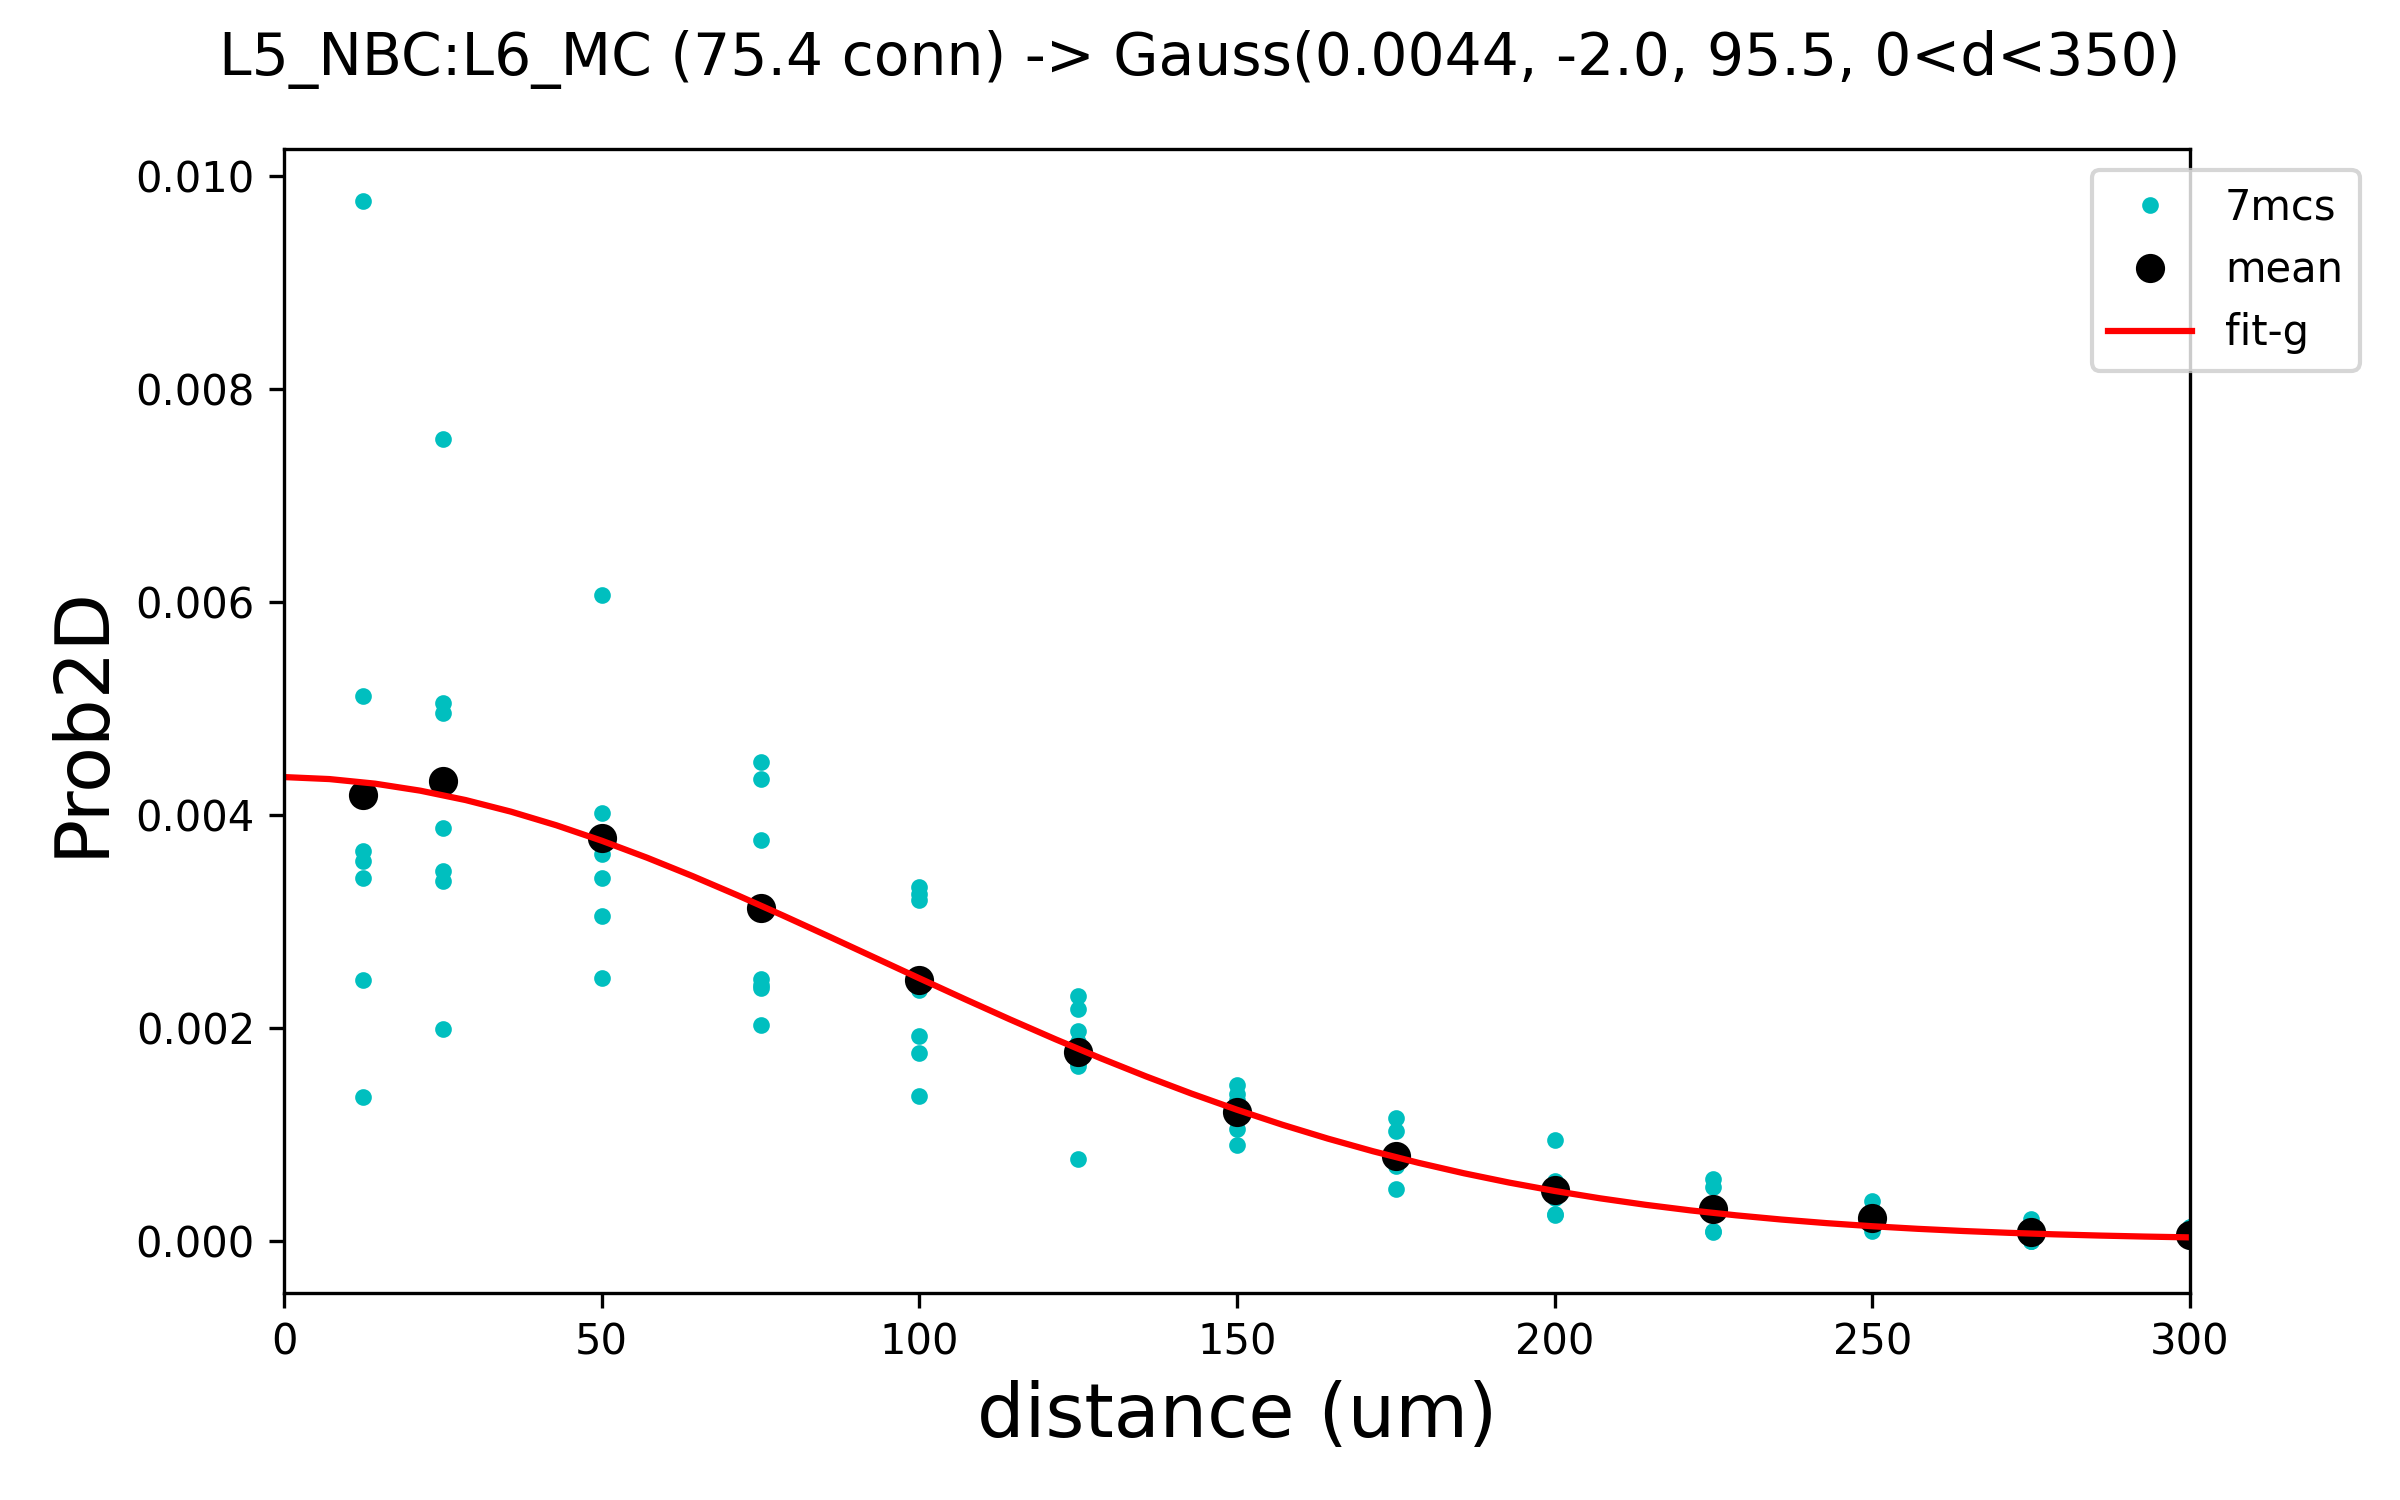 L5_NBC:L6_MC (75.4 conn) -> Gauss(0.0044, -2.0, 95.5, 0<d<350)
0.010
0.008
0.006
0.004
0.002
0.000
Prob2D
7mcs
mean
fit-g
0 50 100 150 200 250 300
distance (um)